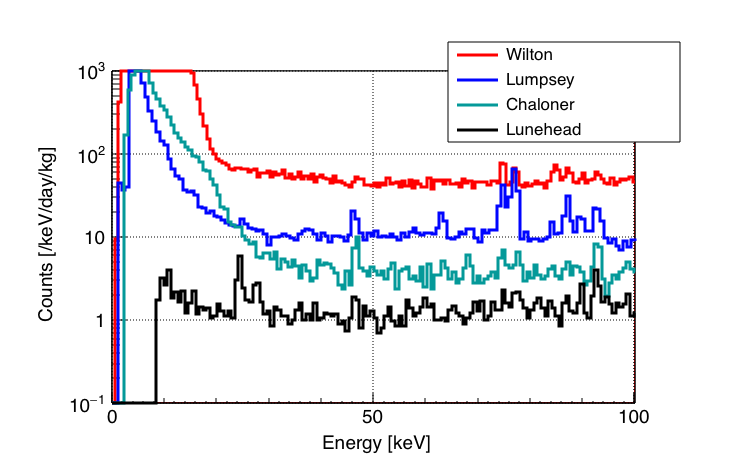 Wilton
Lumpsey
Chaloner
Lunehead
10³
10²
10
1
10⁻¹
0 50 100
Counts [/keV/day/kg]
Energy [keV]